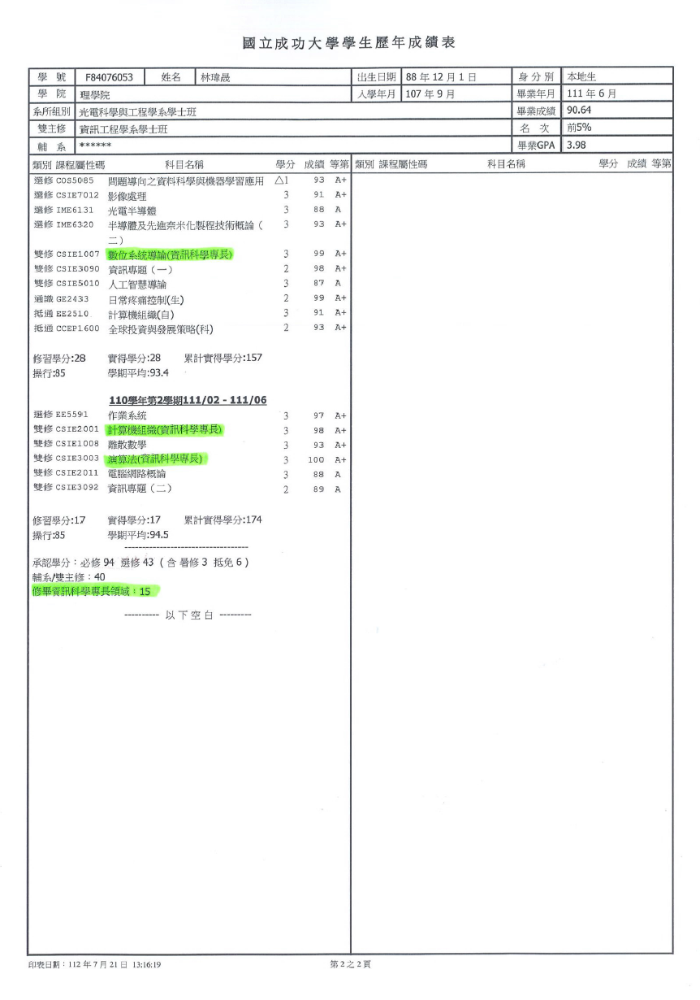 國立成功大學學生歷年成績表
學 號 F84076053 姓名 林瑋晟 出生日期 88 年 12 月 1 日 身 分 別 本地生
學 院 理學院 入學年月 107 年 9 月 畢業年月 111 年 6 月
系所組別 光電科學與工程學系學士班 畢業成績 90.64
雙主修 資訊工程學系學士班 名 次 前5%
輔 系 ****** 畢業GPA 3.98
類別 課程屬性碼 科目名稱 學分 成績 等第 類別 課程屬性碼 科目名稱 學分 成績 等第
選修 COS5085 問題導向之資料科學與機器學習應用 △1 93 A+
選修 CSIE7012 影像處理 3 91 A+
選修 IME6131 光電半導體 3 88 A
選修 IME6320 半導體及先進奈米化製程技術概論(
二) 3 93 A+
雙修 CSIE1007 數位系統導論(資訊科學專長) 3 99 A+
雙修 CSIE3090 資訊專題(一) 2 98 A+
雙修 CSIE5010 人工智慧導論 3 87 A
通識 GE2433 日常疼痛控制(生) 2 99 A+
抵通 EE2510 計算機組織(自) 3 91 A+
抵通 CCEP1600 全球投資與發展策略(科) 2 93 A+
修習學分:28 實得學分:28 累計實得學分:157
操行:85 學期平均:93.4
110學年第2學期111/02 - 111/06
選修 EE5591 作業系統 3 97 A+
雙修 CSIE2001 計算機組織(資訊科學專長) 3 98 A+
雙修 CSIE1008 離散數學 3 93 A+
雙修 CSIE3003 演算法(資訊科學專長) 3 100 A+
雙修 CSIE2011 電腦網路概論 3 88 A
雙修 CSIE3092 資訊專題(二) 2 89 A
修習學分:17 實得學分:17 累計實得學分:174
操行:85 學期平均:94.5
-----------------------------------
承認學分:必修 94 選修 43 ( 含 暑修 3 抵免 6 )
輔系/雙主修:40
修畢資訊科學專長領域:15
---------- 以 下 空 白 ---------
印表日期:112 年 7 月 21 日 13:16:19 第 2 之 2 頁